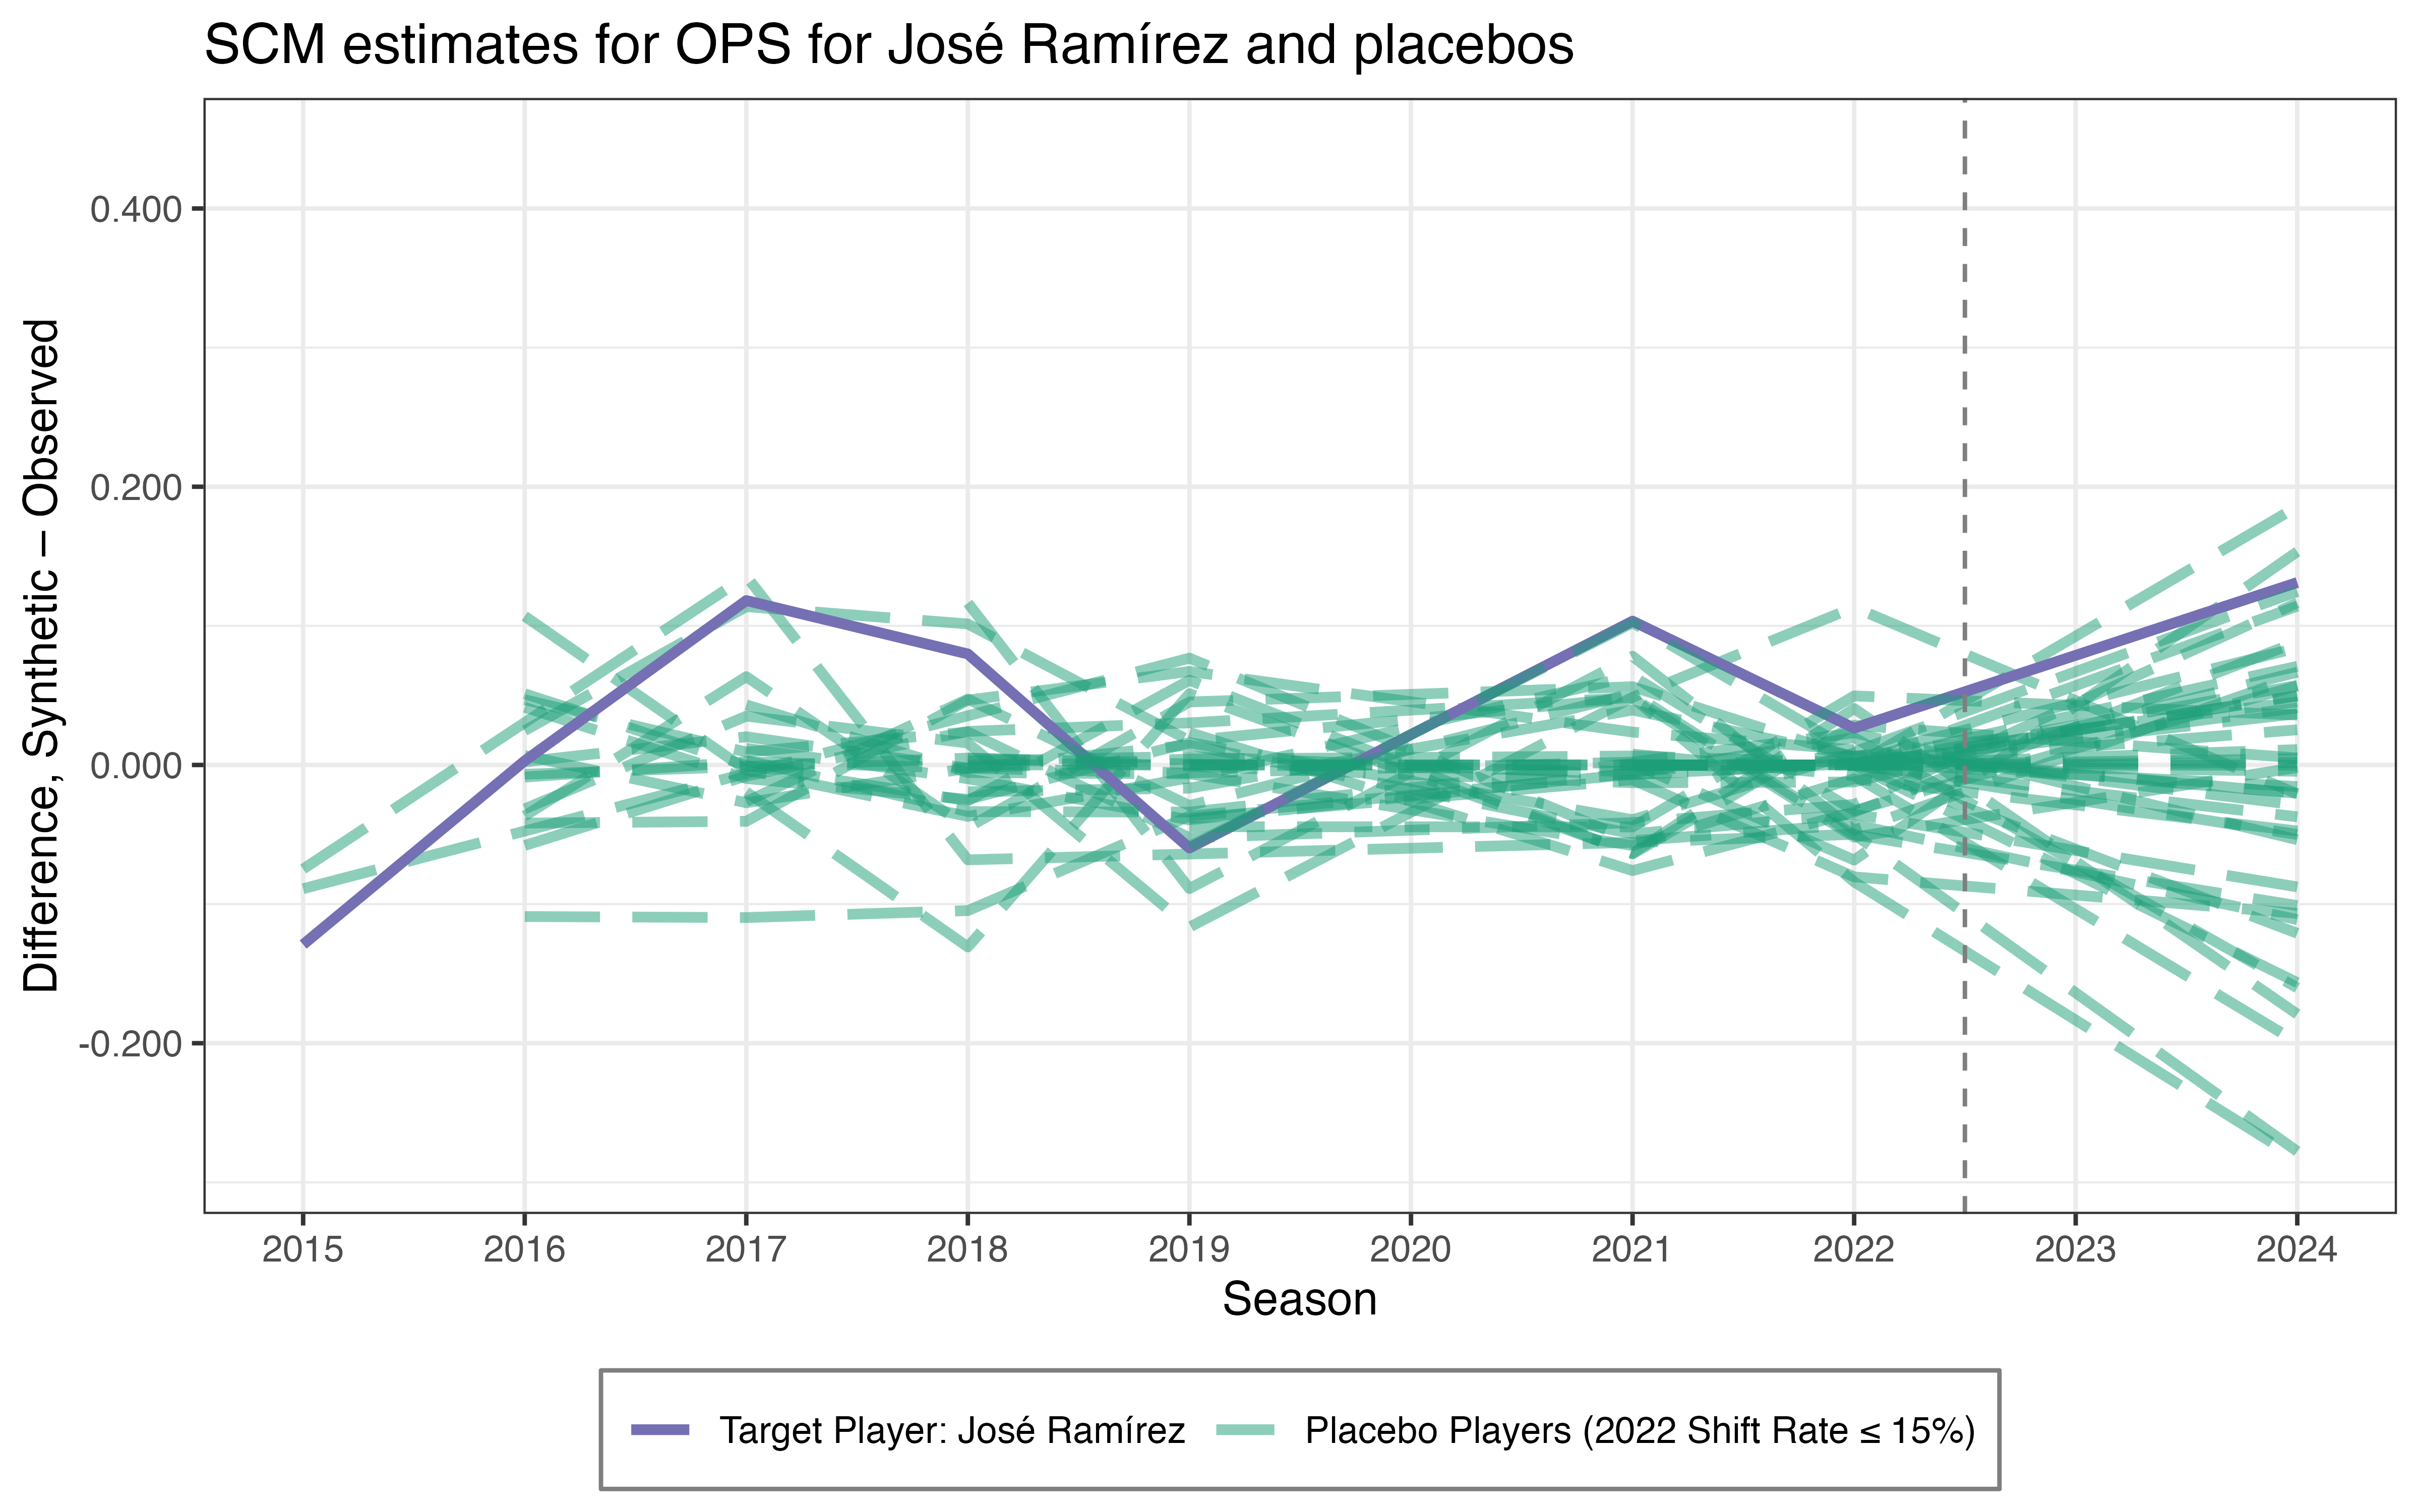 SCM estimates for OPS for José Ramírez and placebos
Difference, Synthetic – Observed
0.400
0.200
0.000
-0.200
2015 2016 2017 2018 2019 2020 2021 2022 2023 2024
Season
Target Player: José Ramírez Placebo Players (2022 Shift Rate ≤ 15%)